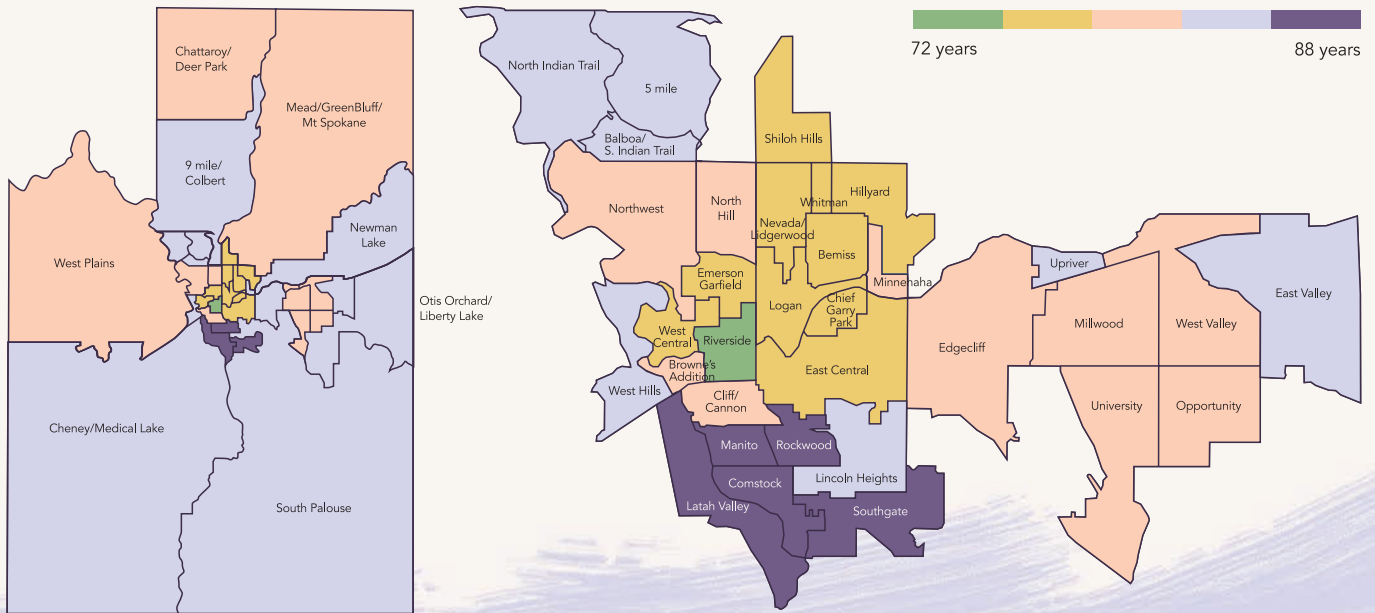 Chattaroy/
Deer Park
Mead/GreenBluff/
Mt Spokane
9 mile/
Colbert
Newman
Lake
West Plains
Otis Orchard/
Liberty Lake
Cheney/Medical Lake
South Palouse
72 years
88 years
North Indian Trail
5 mile
Balboa/
S. Indian Trail
Shiloh Hills
Northwest
North
Hill
Whitman
Hillyard
Nevada/
Lidgerwood
Bemiss
Minnehaha
Emerson
Garfield
Logan
Chief
Garry
Park
West
Central
Riverside
Browne's
Addition
East Central
West Hills
Cliff/
Cannon
Manito
Rockwood
Comstock
Lincoln Heights
Latah Valley
Southgate
Edgecliff
Upriver
Millwood
West Valley
East Valley
University
Opportunity